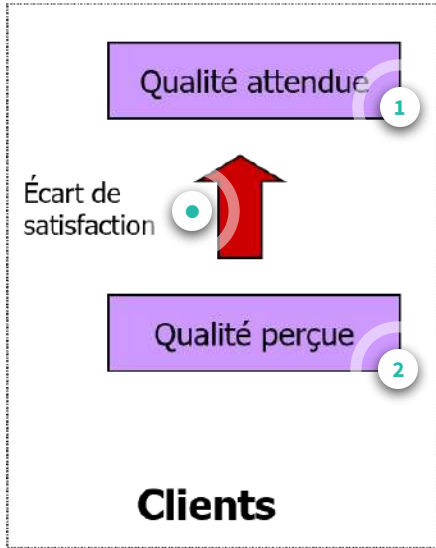 Qualité attendue
1
Écart de
satisfaction
Qualité perçue
2
Clients